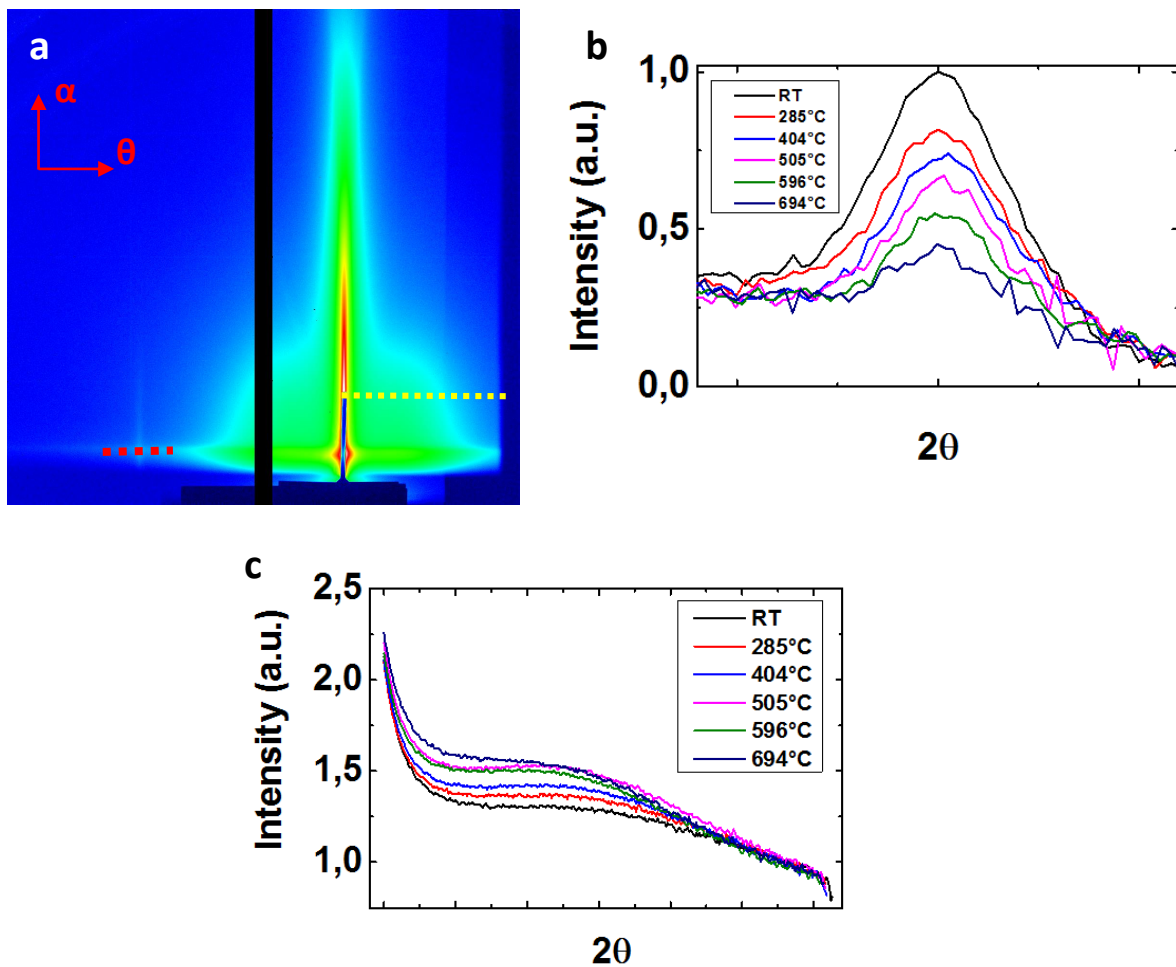 a
α
θ
b
Intensity (a.u.)
1,0
0,5
0,0
RT
285°C
404°C
505°C
596°C
694°C
2θ
c
Intensity (a.u.)
2,5
2,0
1,5
1,0
RT
285°C
404°C
505°C
596°C
694°C
2θ